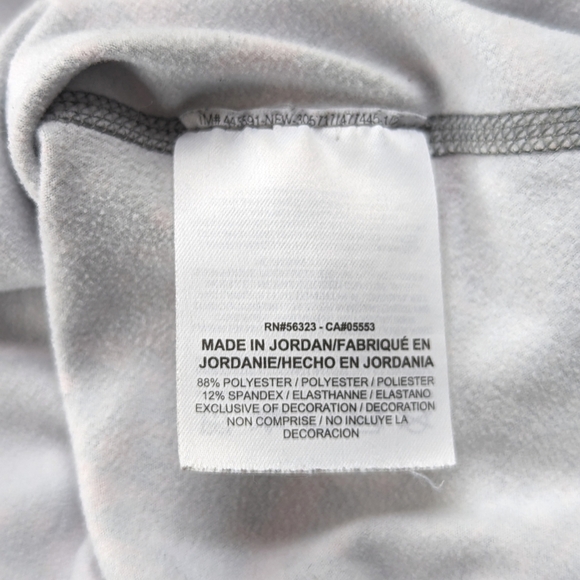 RN#56323 - CA#05553
MADE IN JORDAN/FABRIQUÉ EN
JORDANIE/HECHO EN JORDANIA
88% POLYESTER / POLYESTER / POLIESTER
12% SPANDEX / ELASTHANNE / ELASTANO
EXCLUSIVE OF DECORATION / DECORATION
NON COMPRISE / NO INCLUYE LA
DECORACION